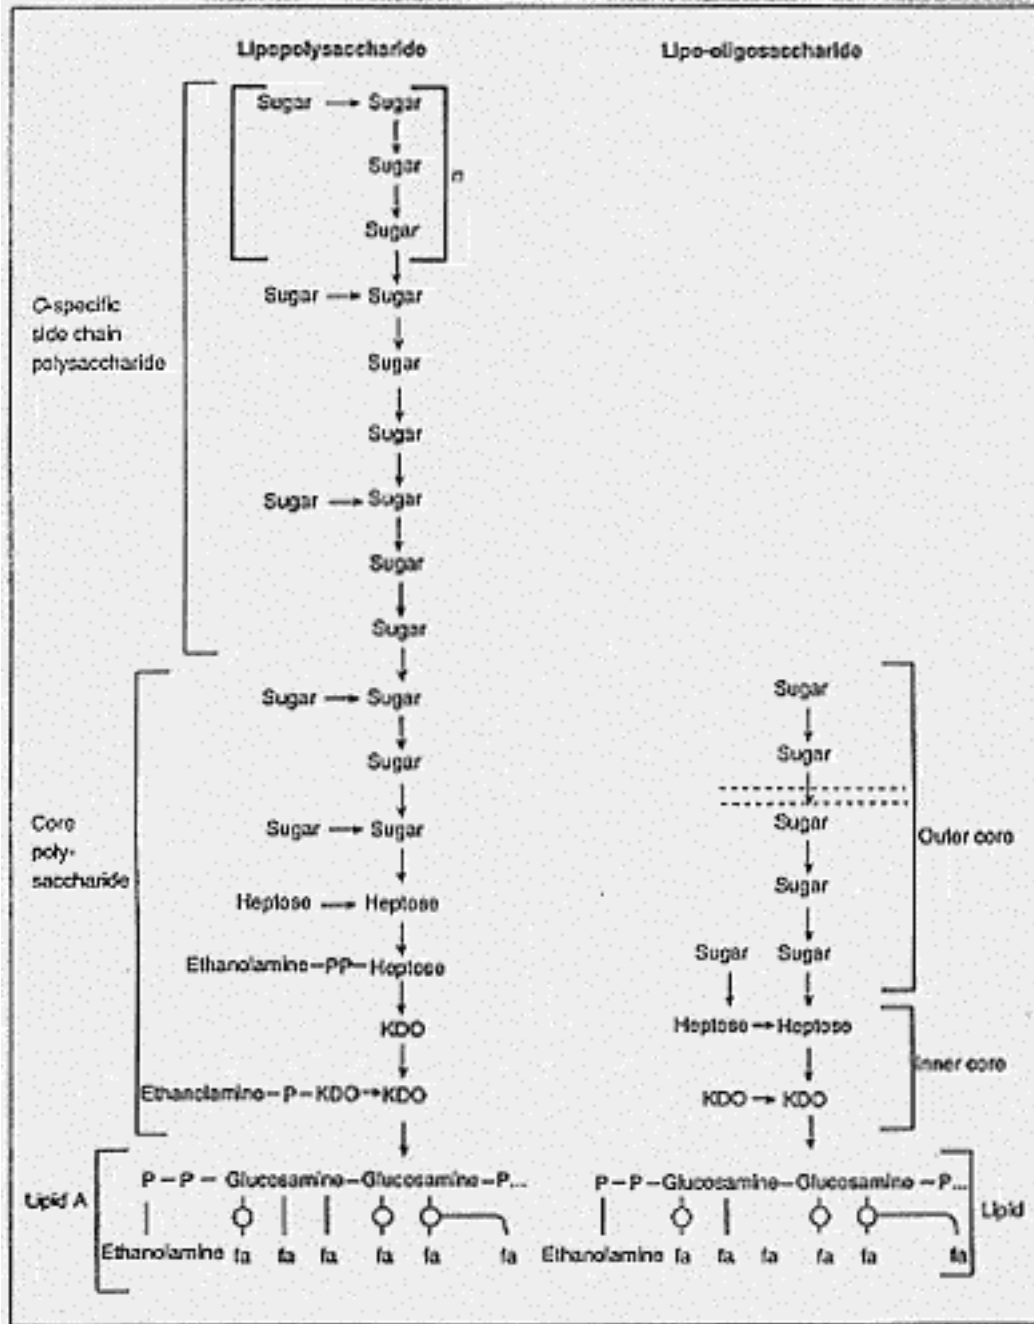 Lipopolysaccharide Lipo-oligosaccharide
Sugar Sugar
Sugar
n
Sugar
Sugar Sugar
O-specific
side chain
polysaccharide
Sugar
Sugar
Sugar Sugar
Sugar
Sugar
Sugar Sugar Sugar
Sugar Sugar
Core
poly-
saccharide
Sugar Sugar Sugar
Outer core
Sugar
Heptose Heptose
Sugar Sugar
Ethanolamine–PP–Heptose
KDO Heptose Heptose
Inner core
Ethanolamine–P–KDO KDO KDO KDO
P–P–Glucosamine–Glucosamine–P... P–P–Glucosamine–Glucosamine–P...
Lipid A Lipid
Ethanolamine fa fa fa fa fa fa Ethanolamine fa fa fa fa fa fa